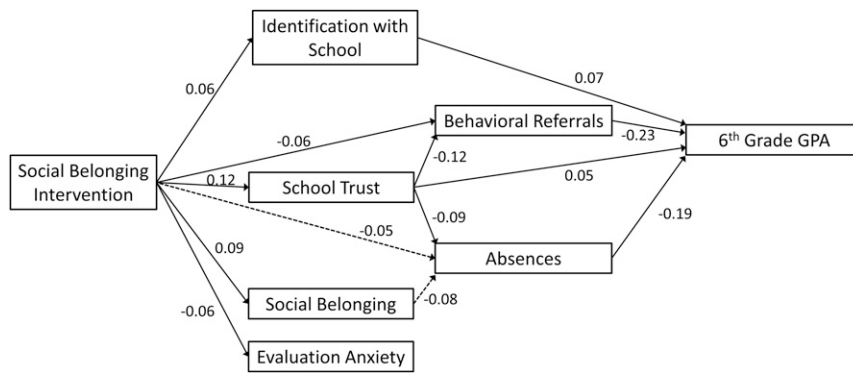 Identification with
School
0.06
0.07
Behavioral Referrals
-0.06
-0.23
6th Grade GPA
-0.12
Social Belonging
Intervention
0.12
School Trust
0.05
-0.09
-0.19
-0.05
0.09
Absences
Social Belonging
-0.08
-0.06
Evaluation Anxiety